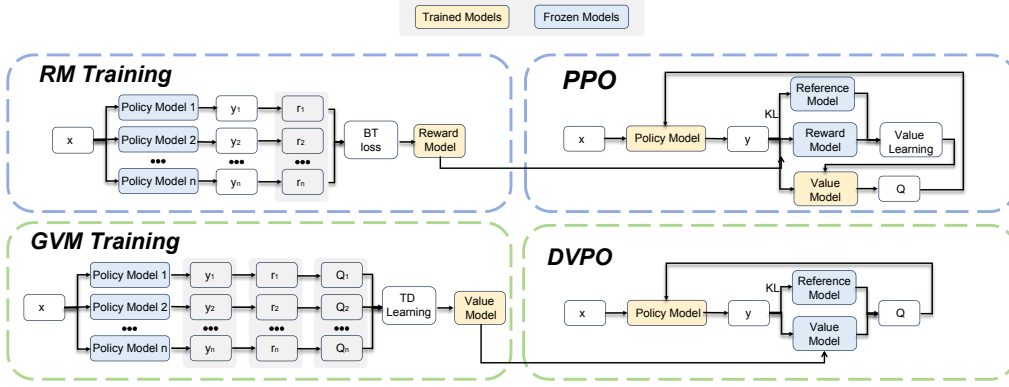 Trained Models
Frozen Models
RM Training
x
Policy Model 1
y1
r1
Policy Model 2
y2
r2
•••
•••
•••
Policy Model n
yn
rn
BT
loss
Reward
Model
PPO
x
Policy Model
y
KL
Reference
Model
Reward
Model
Value
Learning
Value
Model
Q
GVM Training
x
Policy Model 1
y1
r1
Q1
Policy Model 2
y2
r2
Q2
•••
•••
•••
•••
Policy Model n
yn
rn
Qn
TD
Learning
Value
Model
DVPO
x
Policy Model
y
KL
Reference
Model
Value
Model
Q